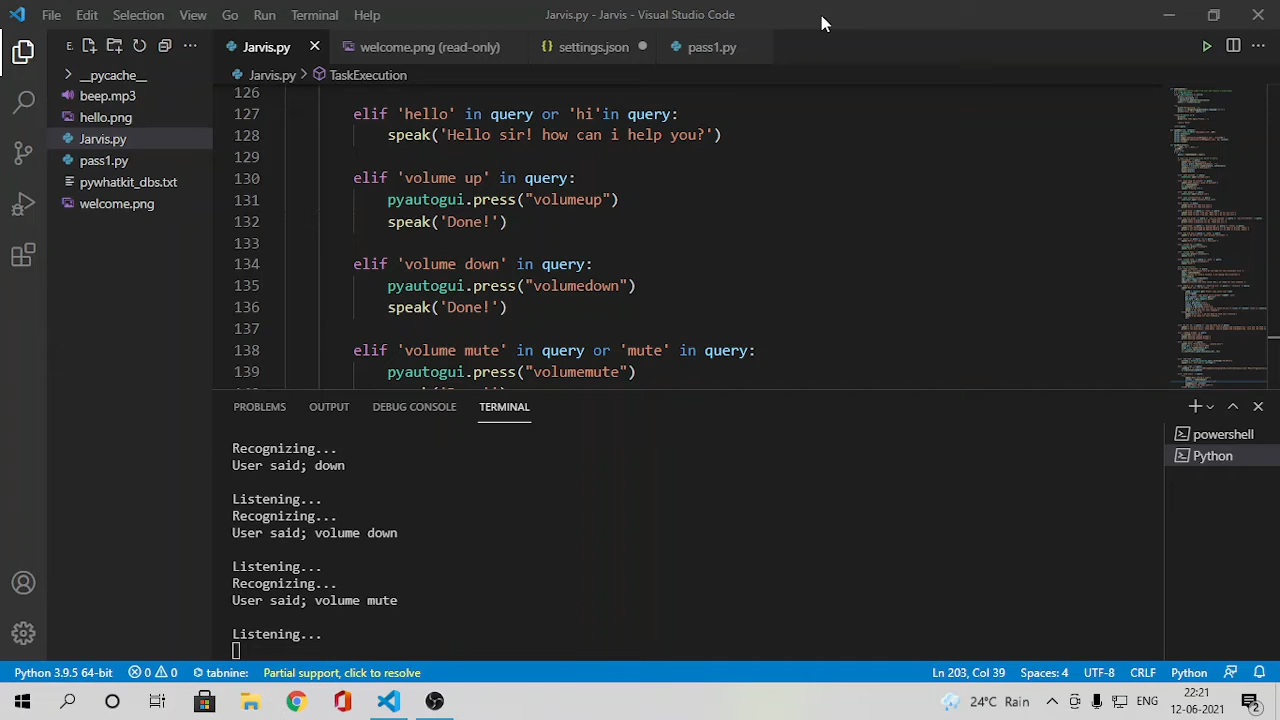 File Edit Selection View Go Run Terminal Help
Jarvis.py - Jarvis - Visual Studio Code
E.
Jarvis.py
welcome.png (read-only)
settings.json
pass1.py
Jarvis.py > TaskExecution
__pycache__
beep.mp3
hello.png
Jarvis.py
pass1.py
pywhatkit_dbs.txt
welcome.png
126
127 elif 'hello' in query or 'hi'in query:
128 speak('Hello sir! how can i help you?')
129
130 elif 'volume up' in query:
131 pyautogui.press("volumeup")
132 speak('Done!')
133
134 elif 'volume down' in query:
135 pyautogui.press("volumedown")
136 speak('Done!')
137
138 elif 'volume mute' in query or 'mute' in query:
139 pyautogui.press("volumemute")
PROBLEMS OUTPUT DEBUG CONSOLE TERMINAL
Recognizing...
User said; down
Listening...
Recognizing...
User said; volume down
Listening...
Recognizing...
User said; volume mute
Listening...
powershell
Python
Python 3.9.5 64-bit 0 0 tabnine: Partial support, click to resolve
Ln 203, Col 39 Spaces: 4 UTF-8 CRLF Python
24°C Rain
ENG
22:21
12-06-2021
2